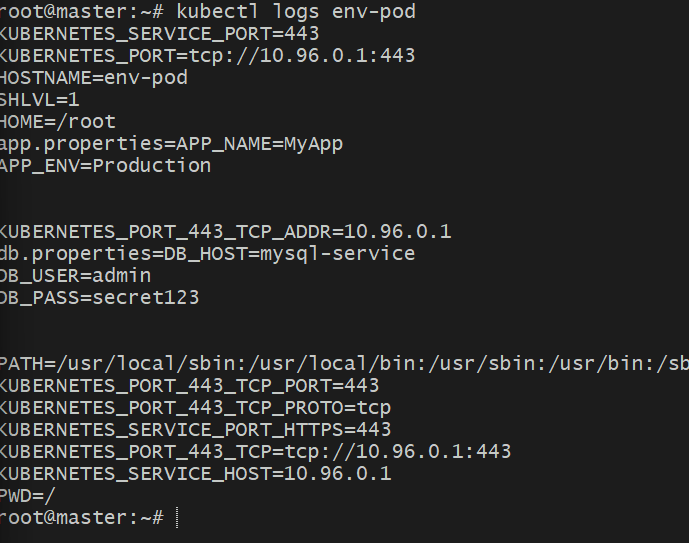 root@master:~# kubectl logs env-pod
KUBERNETES_SERVICE_PORT=443
KUBERNETES_PORT=tcp://10.96.0.1:443
HOSTNAME=env-pod
SHLVL=1
HOME=/root
app.properties=APP_NAME=MyApp
APP_ENV=Production
KUBERNETES_PORT_443_TCP_ADDR=10.96.0.1
db.properties=DB_HOST=mysql-service
DB_USER=admin
DB_PASS=secret123
PATH=/usr/local/sbin:/usr/local/bin:/usr/sbin:/usr/bin:/sb
KUBERNETES_PORT_443_TCP_PORT=443
KUBERNETES_PORT_443_TCP_PROTO=tcp
KUBERNETES_SERVICE_PORT_HTTPS=443
KUBERNETES_PORT_443_TCP=tcp://10.96.0.1:443
KUBERNETES_SERVICE_HOST=10.96.0.1
PWD=/
root@master:~#